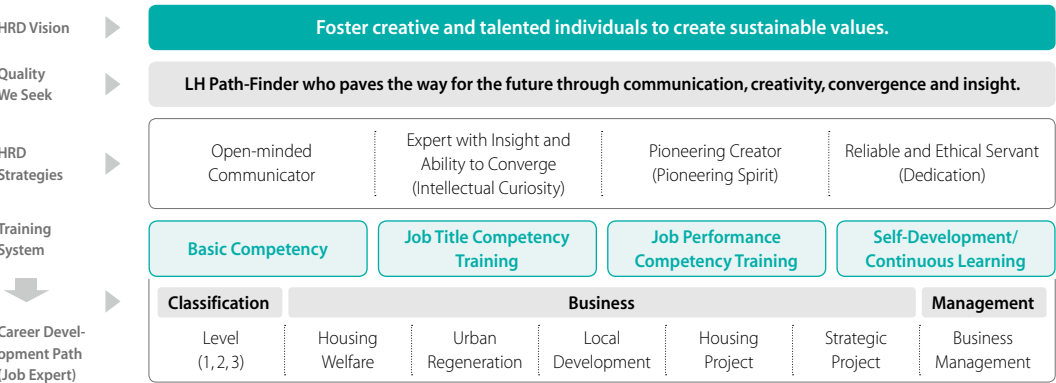 HRD Vision
Foster creative and talented individuals to create sustainable values.
Quality
We Seek
LH Path-Finder who paves the way for the future through communication, creativity, convergence and insight.
HRD
Strategies
Open-minded
Communicator
Expert with Insight and
Ability to Converge
(Intellectual Curiosity)
Pioneering Creator
(Pioneering Spirit)
Reliable and Ethical Servant
(Dedication)
Training
System
Basic Competency
Job Title Competency
Training
Job Performance
Competency Training
Self-Development/
Continuous Learning
Career Devel-
opment Path
(Job Expert)
Classification
Business
Management
Level
(1, 2, 3)
Housing
Welfare
Urban
Regeneration
Local
Development
Housing
Project
Strategic
Project
Business
Management